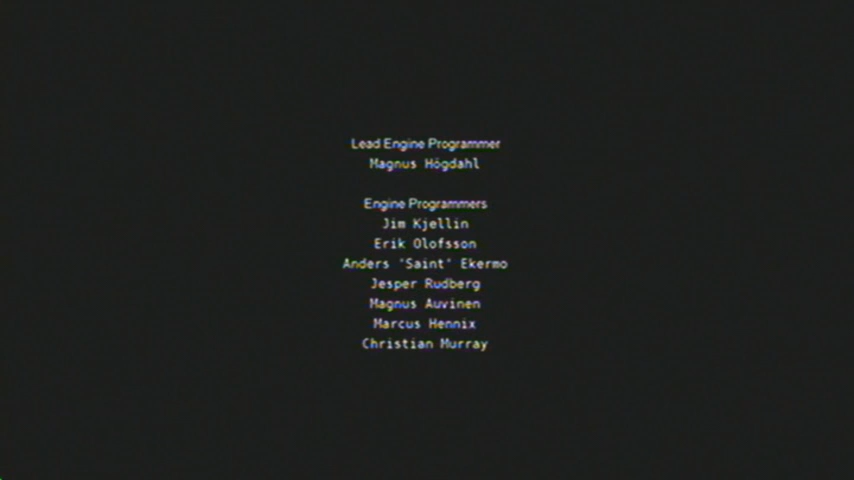 Lead Engine Programmer
Magnus Högdahl
Engine Programmers
Jim Kjellin
Erik Olofsson
Anders "Saint" Ekermo
Jesper Rudberg
Magnus Auvinen
Marcus Hennix
Christian Murray